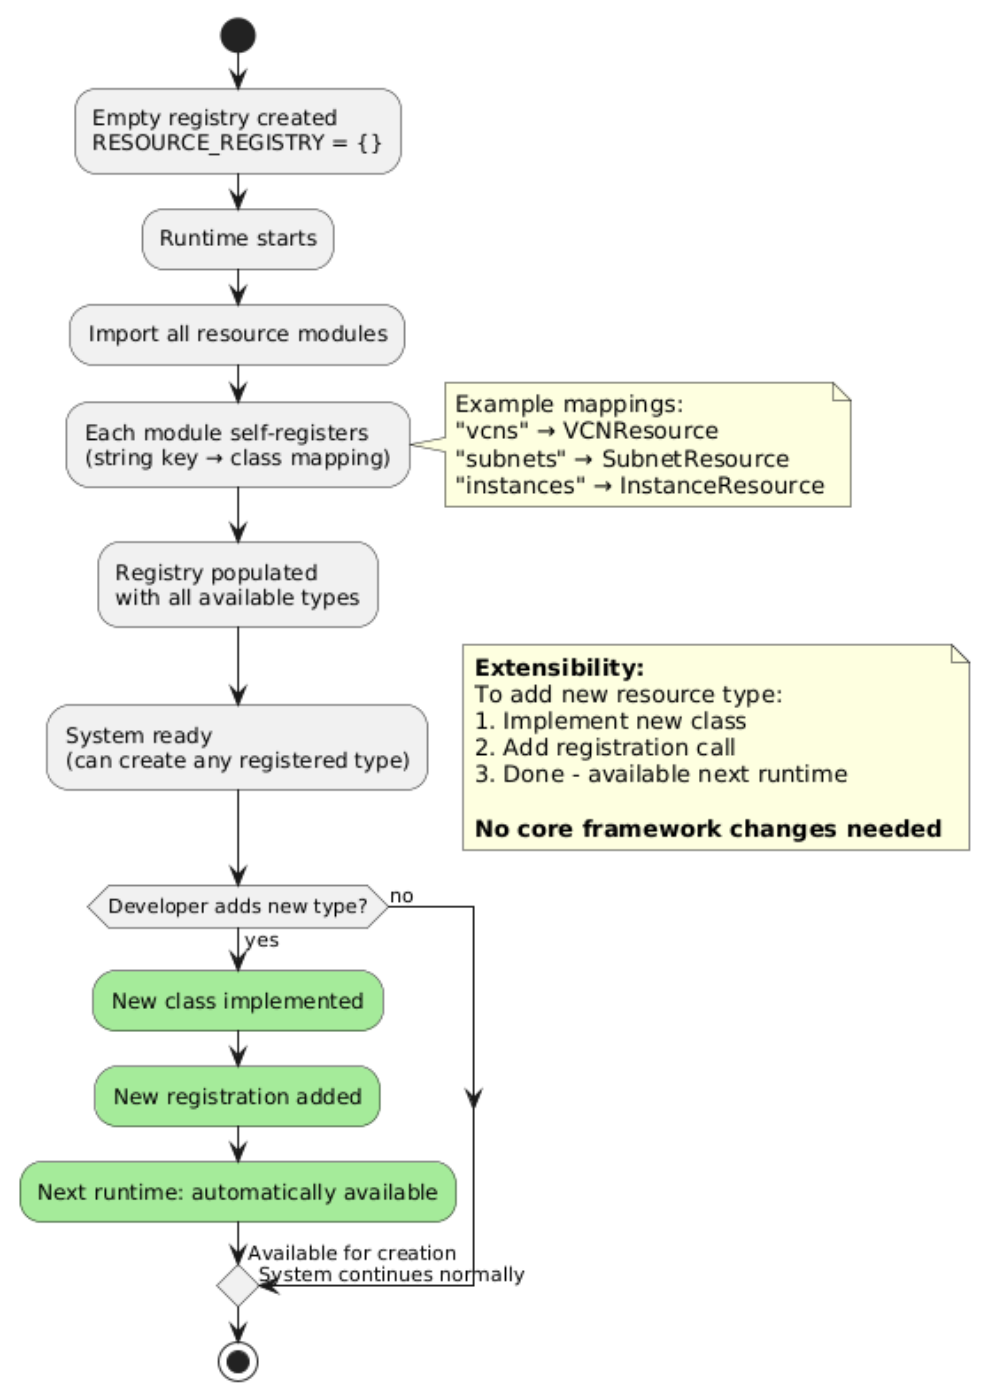 Empty registry created
RESOURCE_REGISTRY = {}
Runtime starts
Import all resource modules
Each module self-registers
(string key → class mapping)
Example mappings:
"vcns" → VCNResource
"subnets" → SubnetResource
"instances" → InstanceResource
Registry populated
with all available types
System ready
(can create any registered type)
Extensibility:
To add new resource type:
1. Implement new class
2. Add registration call
3. Done - available next runtime
No core framework changes needed
Developer adds new type?
no
yes
New class implemented
New registration added
Next runtime: automatically available
Available for creation
System continues normally